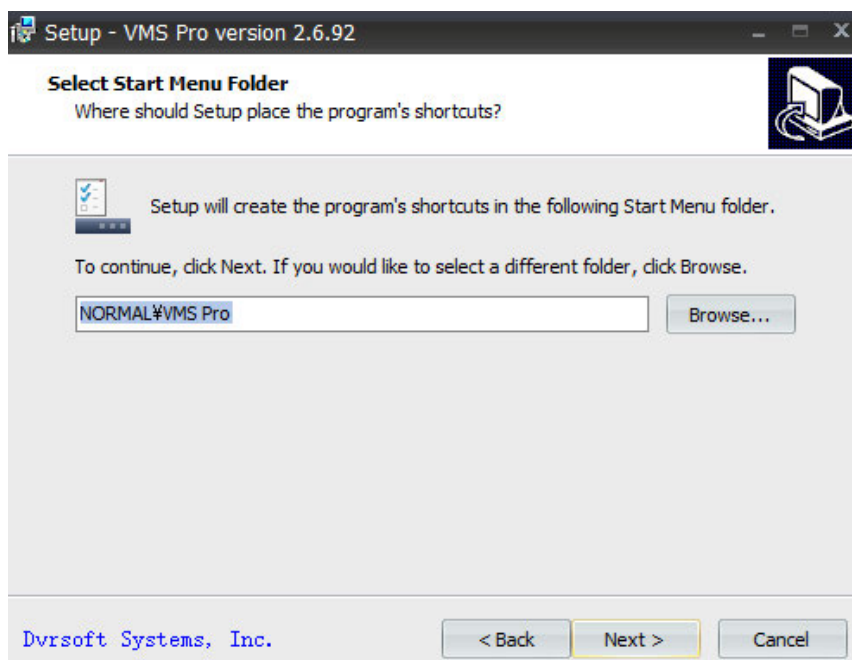 Setup - VMS Pro version 2.6.92
Select Start Menu Folder
Where should Setup place the program's shortcuts?
Setup will create the program's shortcuts in the following Start Menu folder.
To continue, click Next. If you would like to select a different folder, click Browse.
NORMAL¥VMS Pro
Browse...
Dvrsoft Systems, Inc.
< Back
Next >
Cancel